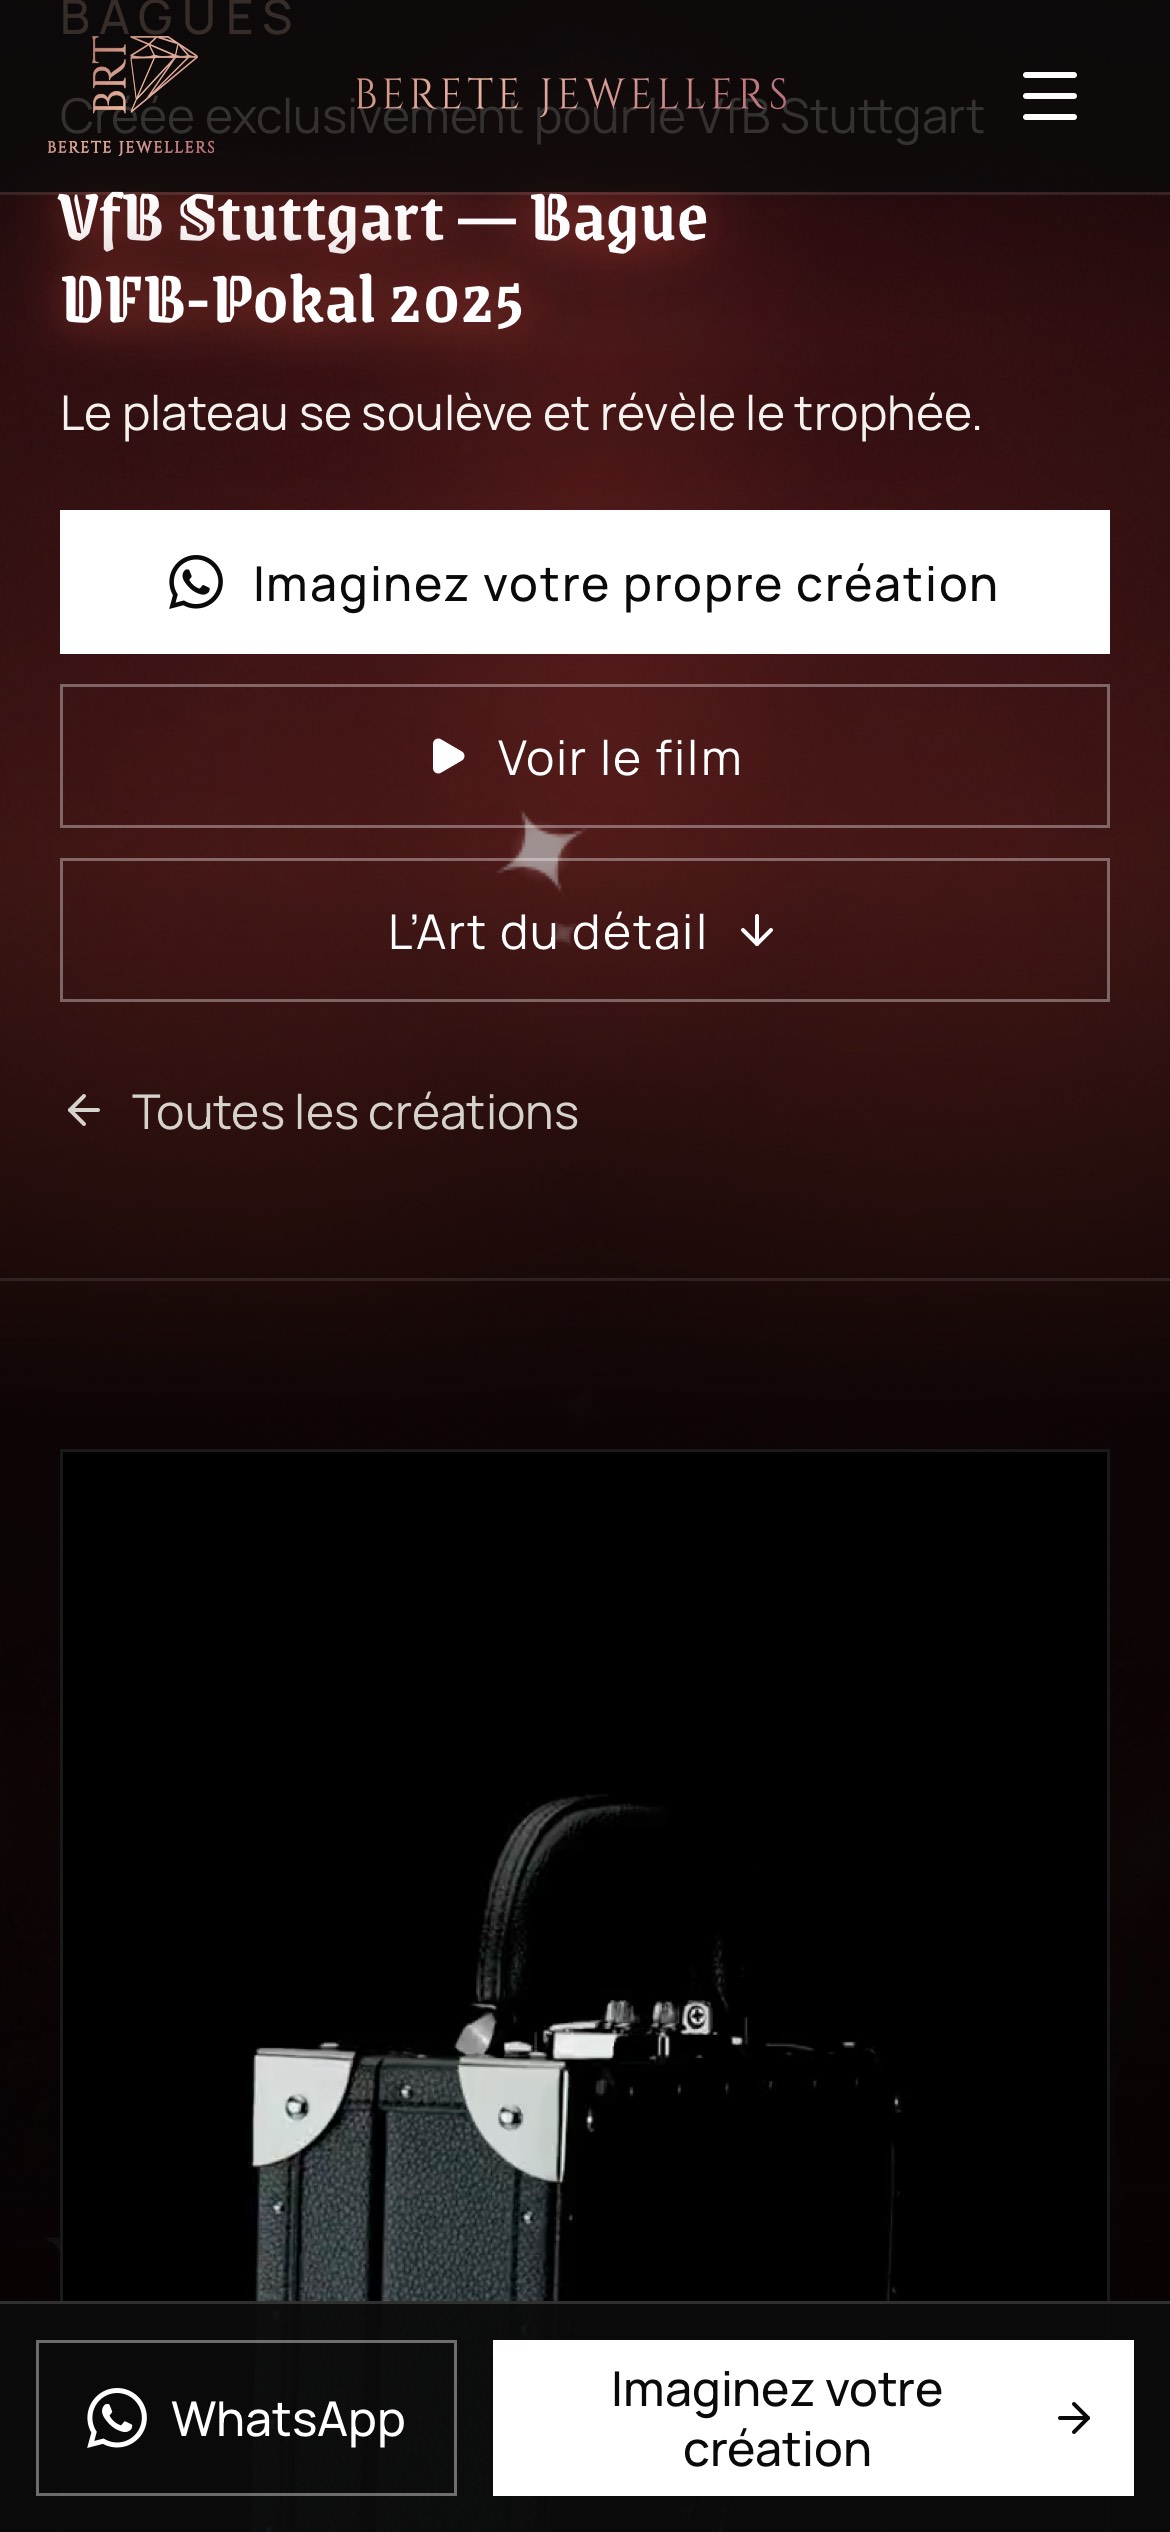 BAGUES
BRT
BERETE JEWELLERS
BERETE JEWELLERS
Créée exclusivement pour le VfB Stuttgart
VfB Stuttgart — Bague
DFB-Pokal 2025
Le plateau se soulève et révèle le trophée.
Imaginez votre propre création
Voir le film
L’Art du détail ↓
← Toutes les créations
WhatsApp
Imaginez votre
création →